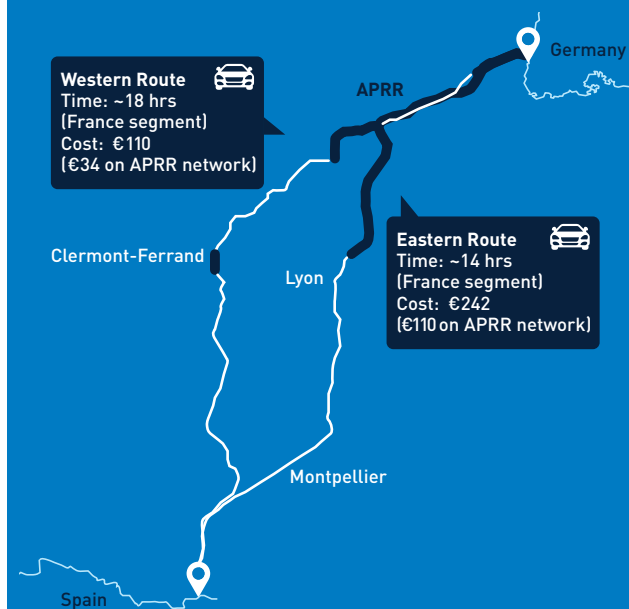 Germany
APRR
Western Route
Time: ~18 hrs
(France segment)
Cost: €110
(€34 on APRR network)
Clermont-Ferrand
Lyon
Eastern Route
Time: ~14 hrs
(France segment)
Cost: €242
(€110 on APRR network)
Montpellier
Spain